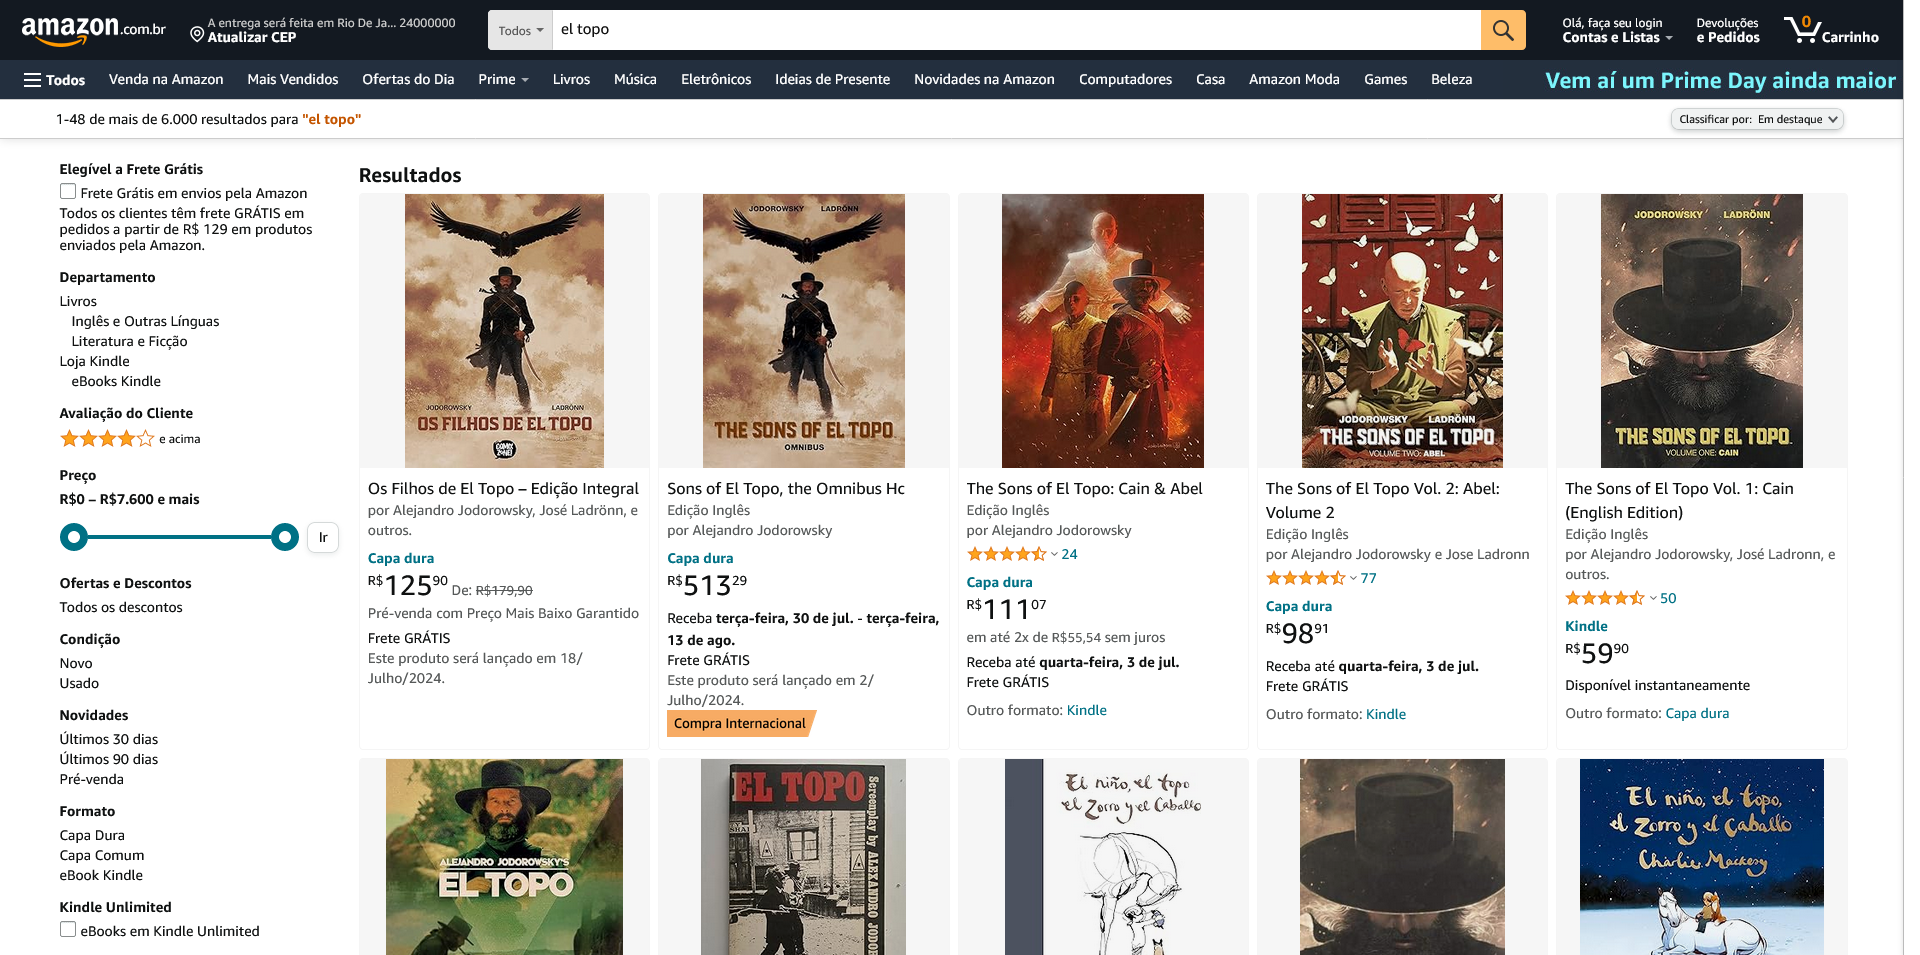 amazon.com.br
A entrega será feita em Rio De Ja... 24000000
Atualizar CEP
Todos
el topo
Olá, faça seu login
Contas e Listas
Devoluções
e Pedidos
0
Carrinho
Todos
Venda na Amazon
Mais Vendidos
Ofertas do Dia
Prime
Livros
Música
Eletrônicos
Ideias de Presente
Novidades na Amazon
Computadores
Casa
Amazon Moda
Games
Beleza
Vem aí um Prime Day ainda maior
1-48 de mais de 6.000 resultados para "el topo"
Classificar por: Em destaque
Elegível a Frete Grátis
Frete Grátis em envios pela Amazon
Todos os clientes têm frete GRÁTIS em
pedidos a partir de R$ 129 em produtos
enviados pela Amazon.
Departamento
Livros
Inglês e Outras Línguas
Literatura e Ficção
Loja Kindle
eBooks Kindle
Avaliação do Cliente
e acima
Preço
R$0 – R$7.600 e mais
Ir
Ofertas e Descontos
Todos os descontos
Condição
Novo
Usado
Novidades
Últimos 30 dias
Últimos 90 dias
Pré-venda
Formato
Capa Dura
Capa Comum
eBook Kindle
Kindle Unlimited
eBooks em Kindle Unlimited
Resultados
JODOROWSKY LADRÖNN
OS FILHOS DE EL TOPO
COMIX ZONE!
Os Filhos de El Topo – Edição Integral
por Alejandro Jodorowsky, José Ladrönn, e
outros.
Capa dura
R$125 90 De: R$179,90
Pré-venda com Preço Mais Baixo Garantido
Frete GRÁTIS
Este produto será lançado em 18/
Julho/2024.
JODOROWSKY LADRÖNN
THE SONS OF EL TOPO
OMNIBUS
Sons of El Topo, the Omnibus Hc
Edição Inglês
por Alejandro Jodorowsky
Capa dura
R$513 29
Receba terça-feira, 30 de jul. - terça-feira,
13 de ago.
Frete GRÁTIS
Este produto será lançado em 2/
Julho/2024.
Compra Internacional
The Sons of El Topo: Cain & Abel
Edição Inglês
por Alejandro Jodorowsky
24
Capa dura
R$111 07
em até 2x de R$55,54 sem juros
Receba até quarta-feira, 3 de jul.
Frete GRÁTIS
Outro formato: Kindle
JODOROWSKY LADRÖNN
THE SONS OF EL TOPO
VOLUME TWO: ABEL
The Sons of El Topo Vol. 2: Abel:
Volume 2
Edição Inglês
por Alejandro Jodorowsky e Jose Ladronn
77
Capa dura
R$98 91
Receba até quarta-feira, 3 de jul.
Frete GRÁTIS
Outro formato: Kindle
JODOROWSKY LADRÖNN
THE SONS OF EL TOPO
VOLUME ONE: CAIN
The Sons of El Topo Vol. 1: Cain
(English Edition)
Edição Inglês
por Alejandro Jodorowsky, José Ladronn, e
outros.
50
Kindle
R$59 90
Disponível instantaneamente
Outro formato: Capa dura
ALEJANDRO JODOROWSKY'S
EL TOPO
EL TOPO
Screenplay by ALEXANDRO JODOR
El niño, el topo
el Zorro y el Caballo
El niño, el topo,
el Zorro y el Caballo
Charlie Mackesy